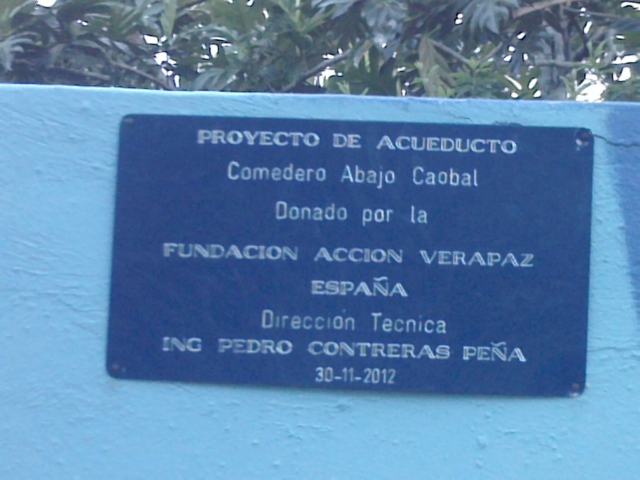 PROYECTO DE ACUEDUCTO
Comedero Abajo Caobal
Donado por la
FUNDACION ACCION VERAPAZ
ESPAÑA
Dirección Tecnica
ING PEDRO CONTRERAS PEÑA
30-11-2012